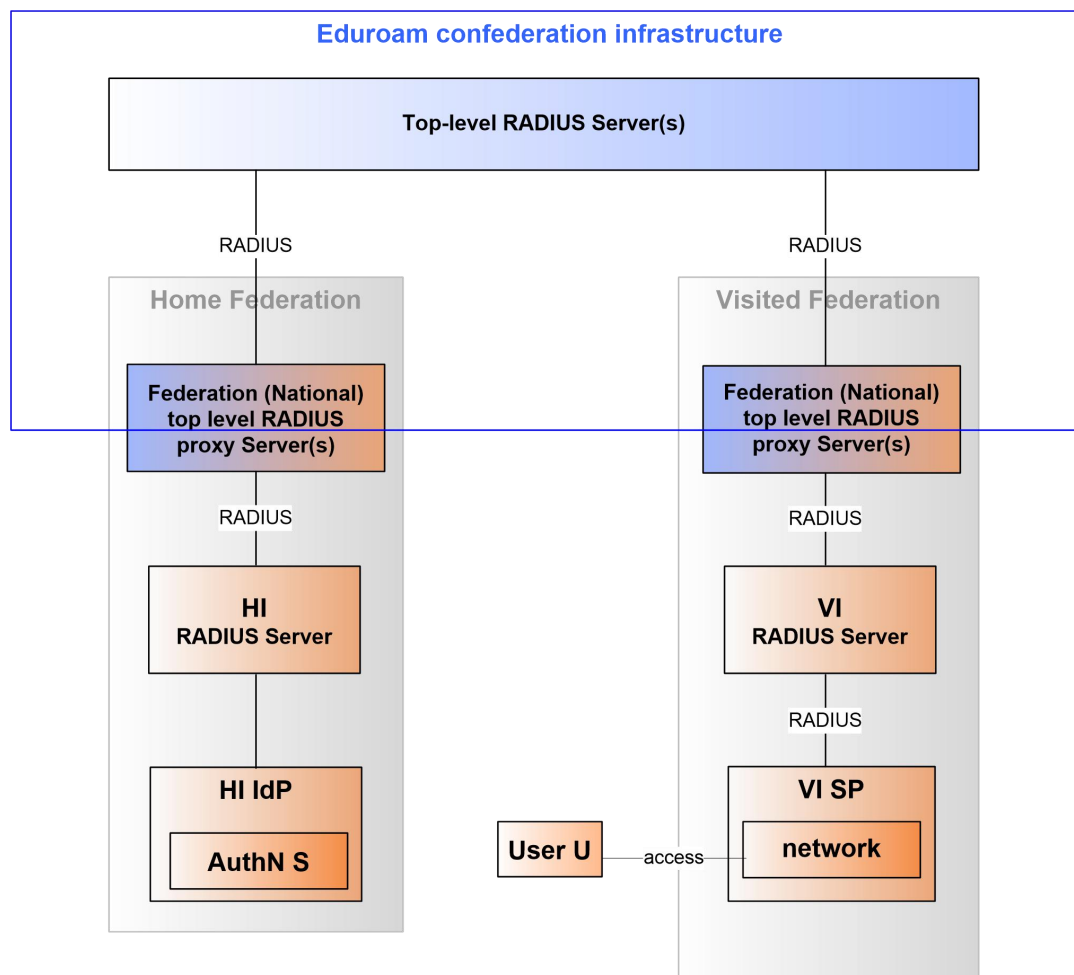 Eduroam confederation infrastructure
Top-level RADIUS Server(s)
RADIUS
RADIUS
Home Federation
Visited Federation
Federation (National)
top level RADIUS
proxy Server(s)
Federation (National)
top level RADIUS
proxy Server(s)
RADIUS
RADIUS
HI
RADIUS Server
VI
RADIUS Server
RADIUS
HI IdP
AuthN S
VI SP
network
User U
access